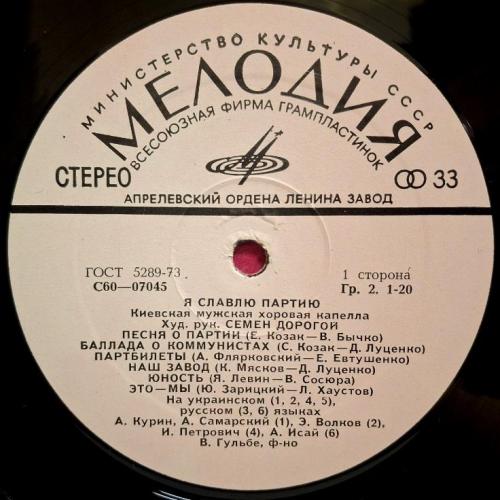 МИНИСТЕРСТВО КУЛЬТУРЫ СССР
МЕЛОДИЯ
ВСЕСОЮЗНАЯ ФИРМА ГРАМПЛАСТИНОК
СТЕРЕО 33
АПРЕЛЕВСКИЙ ОРДЕНА ЛЕНИНА ЗАВОД
ГОСТ 5289-73 1 сторона
С60—07045 Гр. 2. 1-20
Я СЛАВЛЮ ПАРТИЮ
Киевская мужская хоровая капелла
Худ. рук. СЕМЕН ДОРОГОЙ
ПЕСНЯ О ПАРТИИ (Е. Козак—В. Бычко)
БАЛЛАДА О КОММУНИСТАХ (С. Козак—Д. Луценко)
ПАРТБИЛЕТЫ (А. Флярковский—Е. Евтушенко)
НАШ ЗАВОД (К. Мясков—Д. Луценко)
ЮНОСТЬ (Я. Левин—В. Сосюра)
ЭТО—МЫ (Ю. Зарицкий—Л. Хаустов)
На украинском (1, 2, 4, 5),
русском (3, 6) языках
А. Курин, А. Самарский (1), Э. Волков (2),
И. Петрович (4), А. Исай (6)
В. Гульбе, ф-но